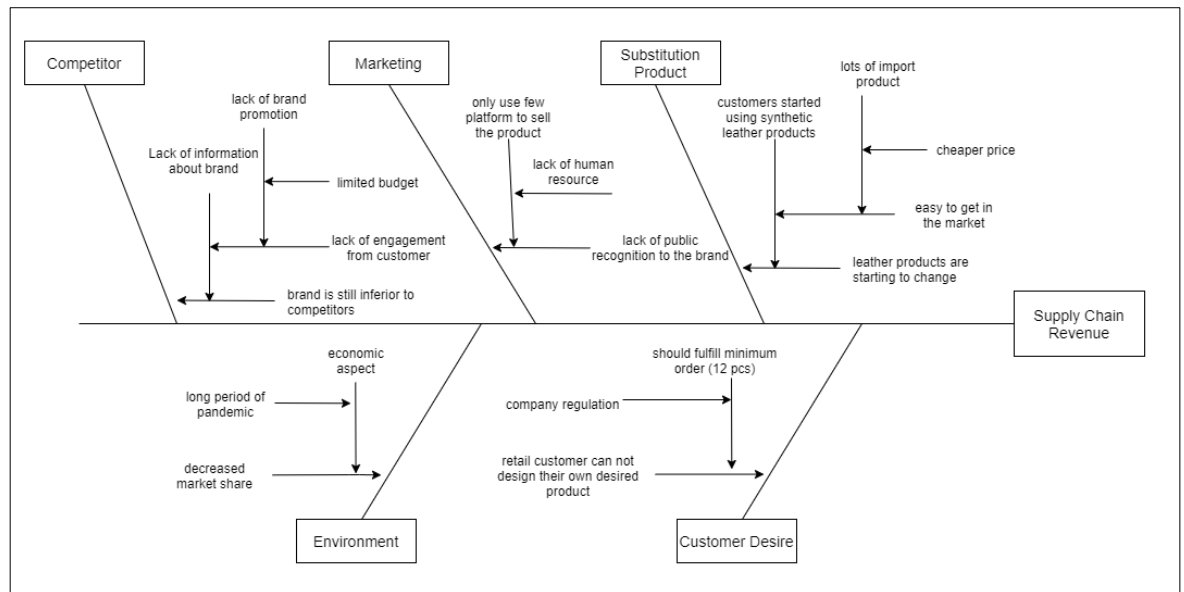 Competitor
Marketing
Substitution
Product
lots of import
product
lack of brand
promotion
only use few
platform to sell
the product
customers started
using synthetic
leather products
Lack of information
about brand
cheaper price
limited budget
lack of human
resource
easy to get in
the market
lack of engagement
from customer
lack of public
recognition to the brand
leather products are
starting to change
brand is still inferior to
competitors
Supply Chain
Revenue
economic
aspect
should fulfill minimum
order (12 pcs)
long period of
pandemic
company regulation
decreased
market share
retail customer can not
design their own desired
product
Environment
Customer Desire